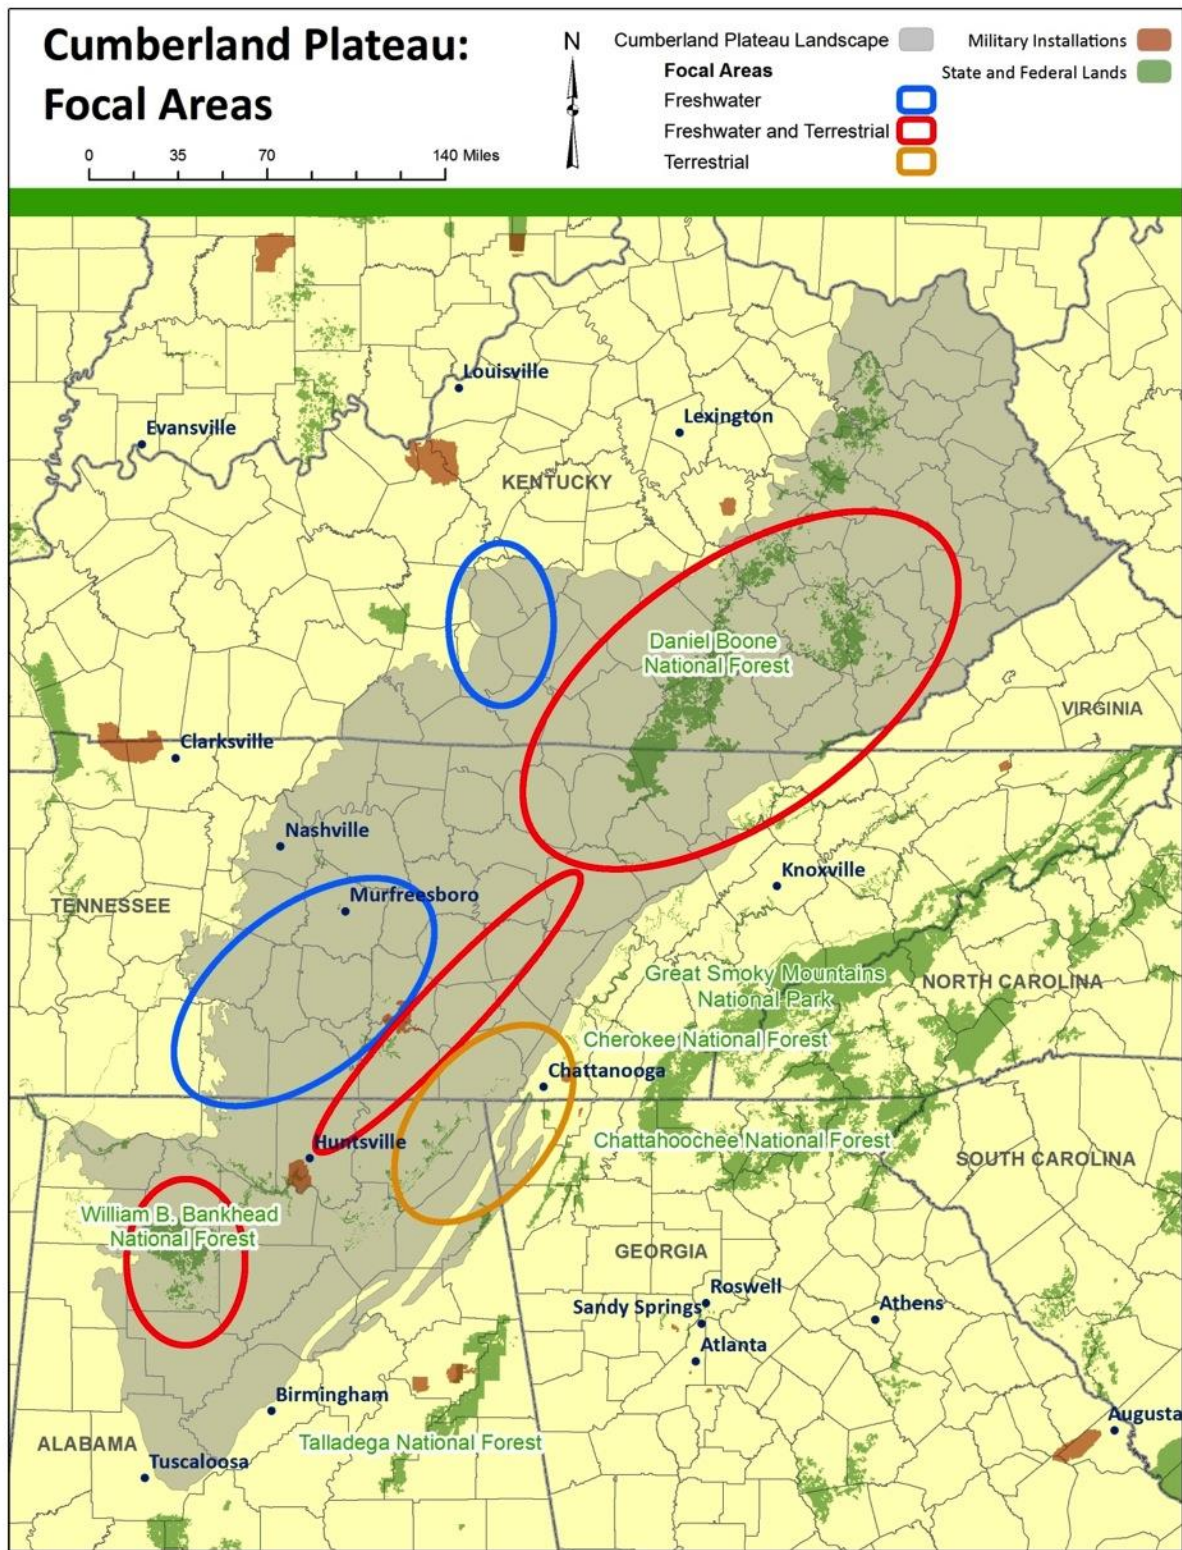 Cumberland Plateau:
Focal Areas
0 35 70 140 Miles
N
Cumberland Plateau Landscape
Focal Areas
Freshwater
Freshwater and Terrestrial
Terrestrial
Military Installations
State and Federal Lands
Louisville
Evansville
Lexington
KENTUCKY
Daniel Boone
National Forest
VIRGINIA
Clarksville
Nashville
Knoxville
Murfreesboro
TENNESSEE
Great Smoky Mountains
National Park
NORTH CAROLINA
Cherokee National Forest
Chattanooga
Huntsville
Chattahoochee National Forest
SOUTH CAROLINA
William B. Bankhead
National Forest
GEORGIA
Roswell
Sandy Springs
Athens
Atlanta
Birmingham
Augusta
ALABAMA
Talladega National Forest
Tuscaloosa